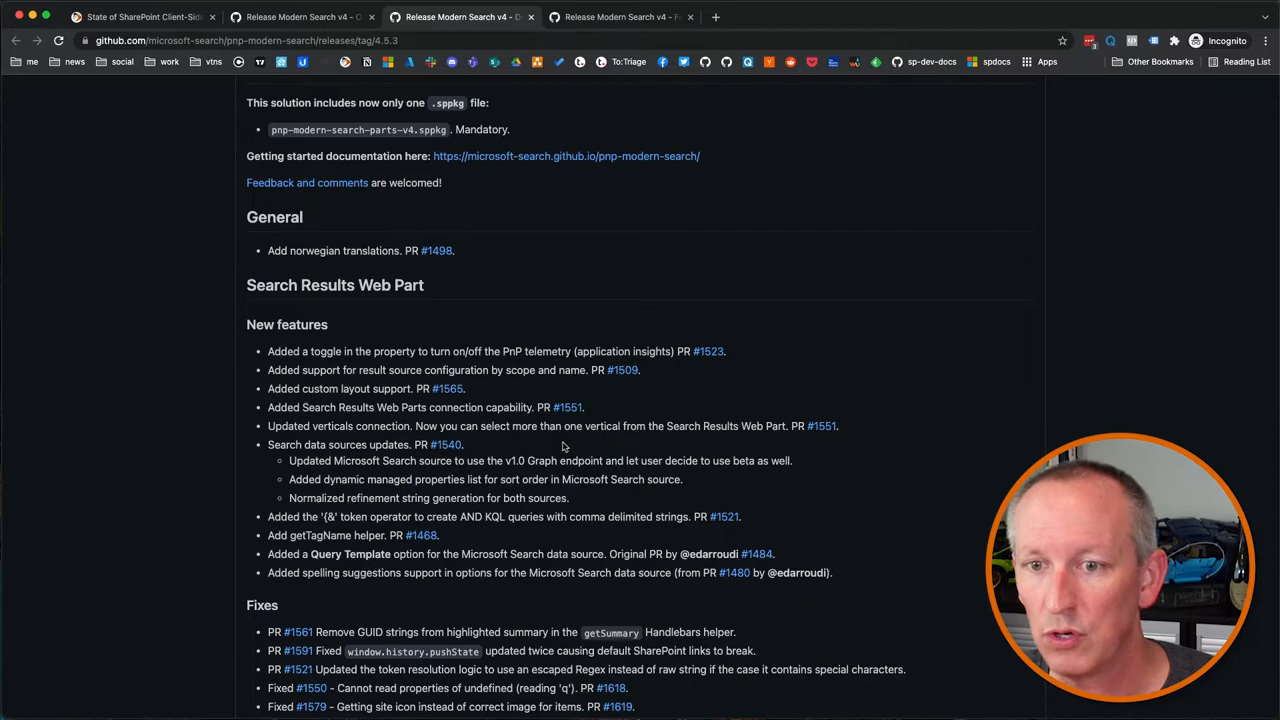 State of SharePoint Client-Side
Release Modern Search v4 - O
Release Modern Search v4 - D
Release Modern Search v4 - F
github.com/microsoft-search/pnp-modern-search/releases/tag/4.5.3
3
Incognito
me
news
social
work
vtns
To:Triage
sp-dev-docs
spdocs
Apps
Other Bookmarks
Reading List
This solution includes now only one .sppkg file:
• pnp-modern-search-parts-v4.sppkg . Mandatory.
Getting started documentation here: https://microsoft-search.github.io/pnp-modern-search/
Feedback and comments are welcomed!
General
• Add norwegian translations. PR #1498.
Search Results Web Part
New features
• Added a toggle in the property to turn on/off the PnP telemetry (application insights) PR #1523.
• Added support for result source configuration by scope and name. PR #1509.
• Added custom layout support. PR #1565.
• Added Search Results Web Parts connection capability. PR #1551.
• Updated verticals connection. Now you can select more than one vertical from the Search Results Web Part. PR #1551.
• Search data sources updates. PR #1540.
◦ Updated Microsoft Search source to use the v1.0 Graph endpoint and let user decide to use beta as well.
◦ Added dynamic managed properties list for sort order in Microsoft Search source.
◦ Normalized refinement string generation for both sources.
• Added the '{&' token operator to create AND KQL queries with comma delimited strings. PR #1521.
• Add getTagName helper. PR #1468.
• Added a Query Template option for the Microsoft Search data source. Original PR by @edarroudi #1484.
• Added spelling suggestions support in options for the Microsoft Search data source (from PR #1480 by @edarroudi).
Fixes
• PR #1561 Remove GUID strings from highlighted summary in the getSummary Handlebars helper.
• PR #1591 Fixed window.history.pushState updated twice causing default SharePoint links to break.
• PR #1521 Updated the token resolution logic to use an escaped Regex instead of raw string if the case it contains special characters.
• Fixed #1550 - Cannot read properties of undefined (reading 'q'). PR #1618.
• Fixed #1579 - Getting site icon instead of correct image for items. PR #1619.